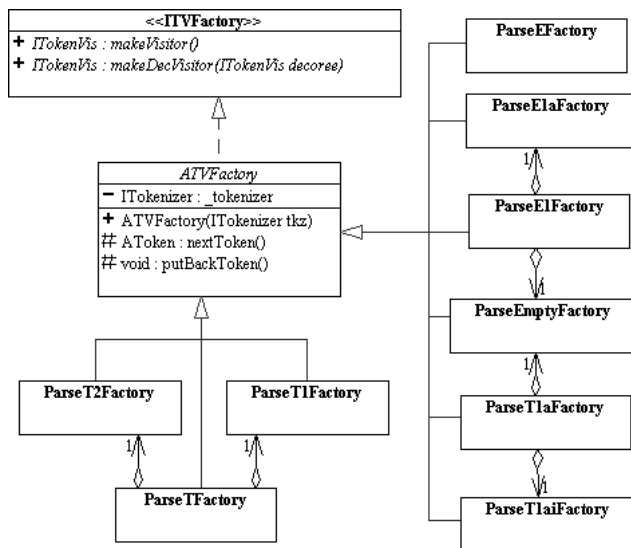 <<ITVFactory>>
+ ITokenVis : makeVisitor()
+ ITokenVis : makeDecVisitor(ITokenVis decoree)
ATVFactory
- ITokenizer : _tokenizer
+ ATVFactory(ITokenizer tkz)
# AToken : nextToken()
# void : putBackToken()
ParseT2Factory
ParseT1Factory
1
1
ParseTFactory
ParseEFactory
ParseE1aFactory
1
ParseE1Factory
1
ParseEmptyFactory
1
ParseT1aFactory
1
ParseT1aiFactory